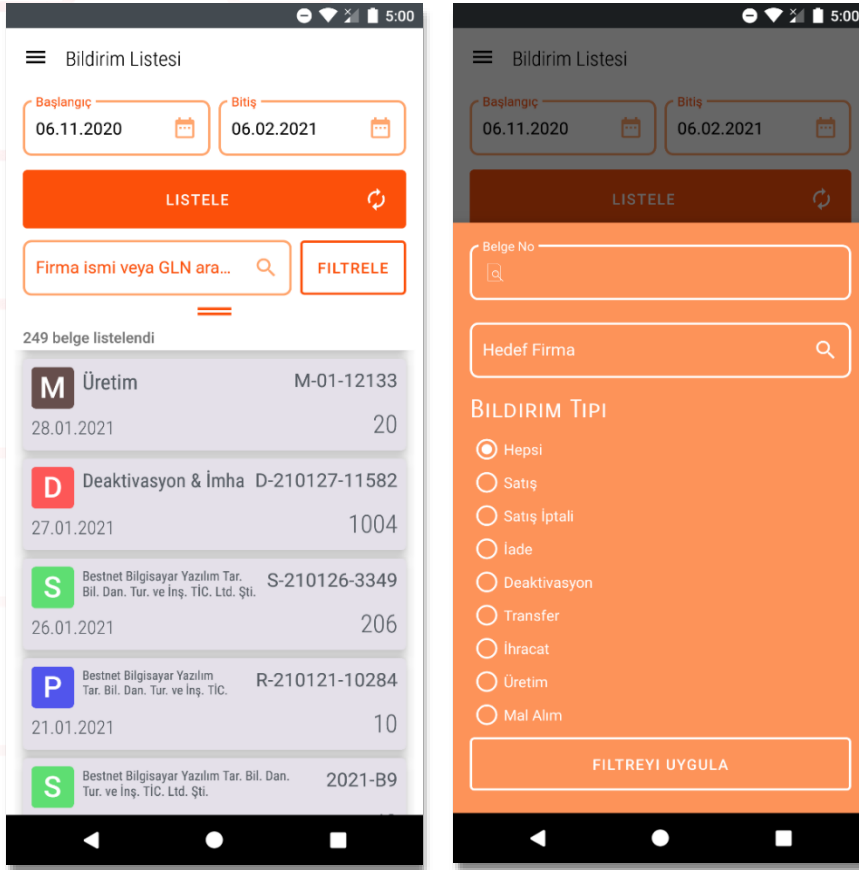 5:00
Bildirim Listesi
Başlangıç
06.11.2020
Bitiş
06.02.2021
LISTELE
Firma ismi veya GLN ara...
FILTRELE
249 belge listelendi
M
Üretim
M-01-12133
28.01.2021
20
D
Deaktivasyon & İmha
D-210127-11582
27.01.2021
1004
S
Bestnet Bilgisayar Yazılım Tar.
Bil. Dan. Tur. ve İnş. TİC. Ltd. Şti.
S-210126-3349
26.01.2021
206
P
Bestnet Bilgisayar Yazılım
Tar. Bil. Dan. Tur. ve İnş. TİC.
R-210121-10284
21.01.2021
10
S
Bestnet Bilgisayar Yazılım Tar. Bil. Dan.
Tur. ve İnş. TİC. Ltd. Şti.
2021-B9
5:00
Bildirim Listesi
Başlangıç
06.11.2020
Bitiş
06.02.2021
LISTELE
Belge No
Hedef Firma
BILDIRIM TIPI
Hepsi
Satış
Satış İptali
İade
Deaktivasyon
Transfer
İhracat
Üretim
Mal Alım
FILTREYI UYGULA